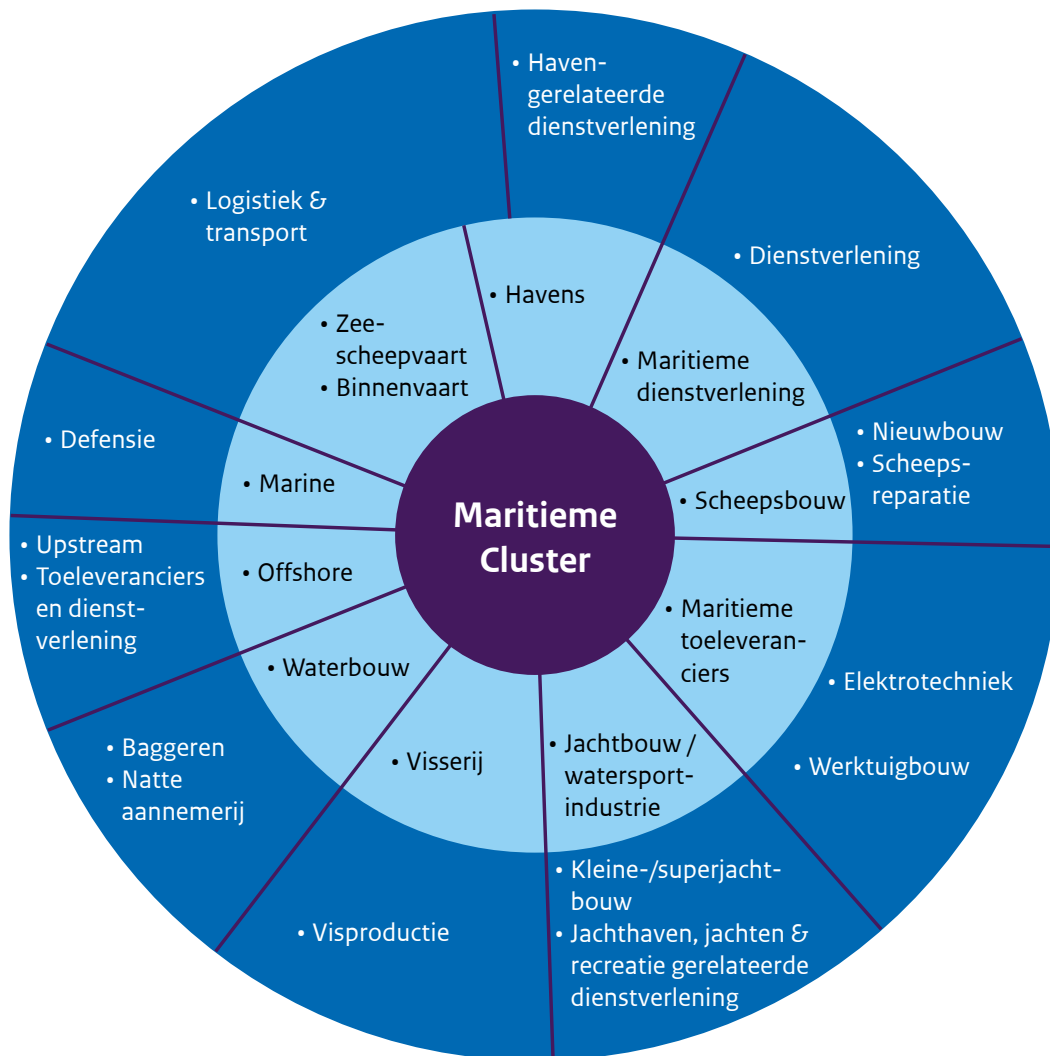 • Haven-
gerelateerde
dienstverlening
• Logistiek &
transport
• Dienstverlening
• Havens
• Zee-
scheepvaart
• Binnenvaart
• Maritieme
dienstverlening
• Defensie
• Nieuwbouw
• Scheeps-
reparatie
• Marine
• Scheepsbouw
Maritieme
Cluster
• Upstream
• Toeleveranciers
en dienst-
verlening
• Offshore
• Maritieme
toeleveran-
ciers
• Waterbouw
• Elektrotechniek
• Baggeren
• Natte
aannemerij
• Visserij
• Jachtbouw /
watersport-
industrie
• Werktuigbouw
• Visproductie
• Kleine-/superjacht-
bouw
• Jachthaven, jachten &
recreatie gerelateerde
dienstverlening